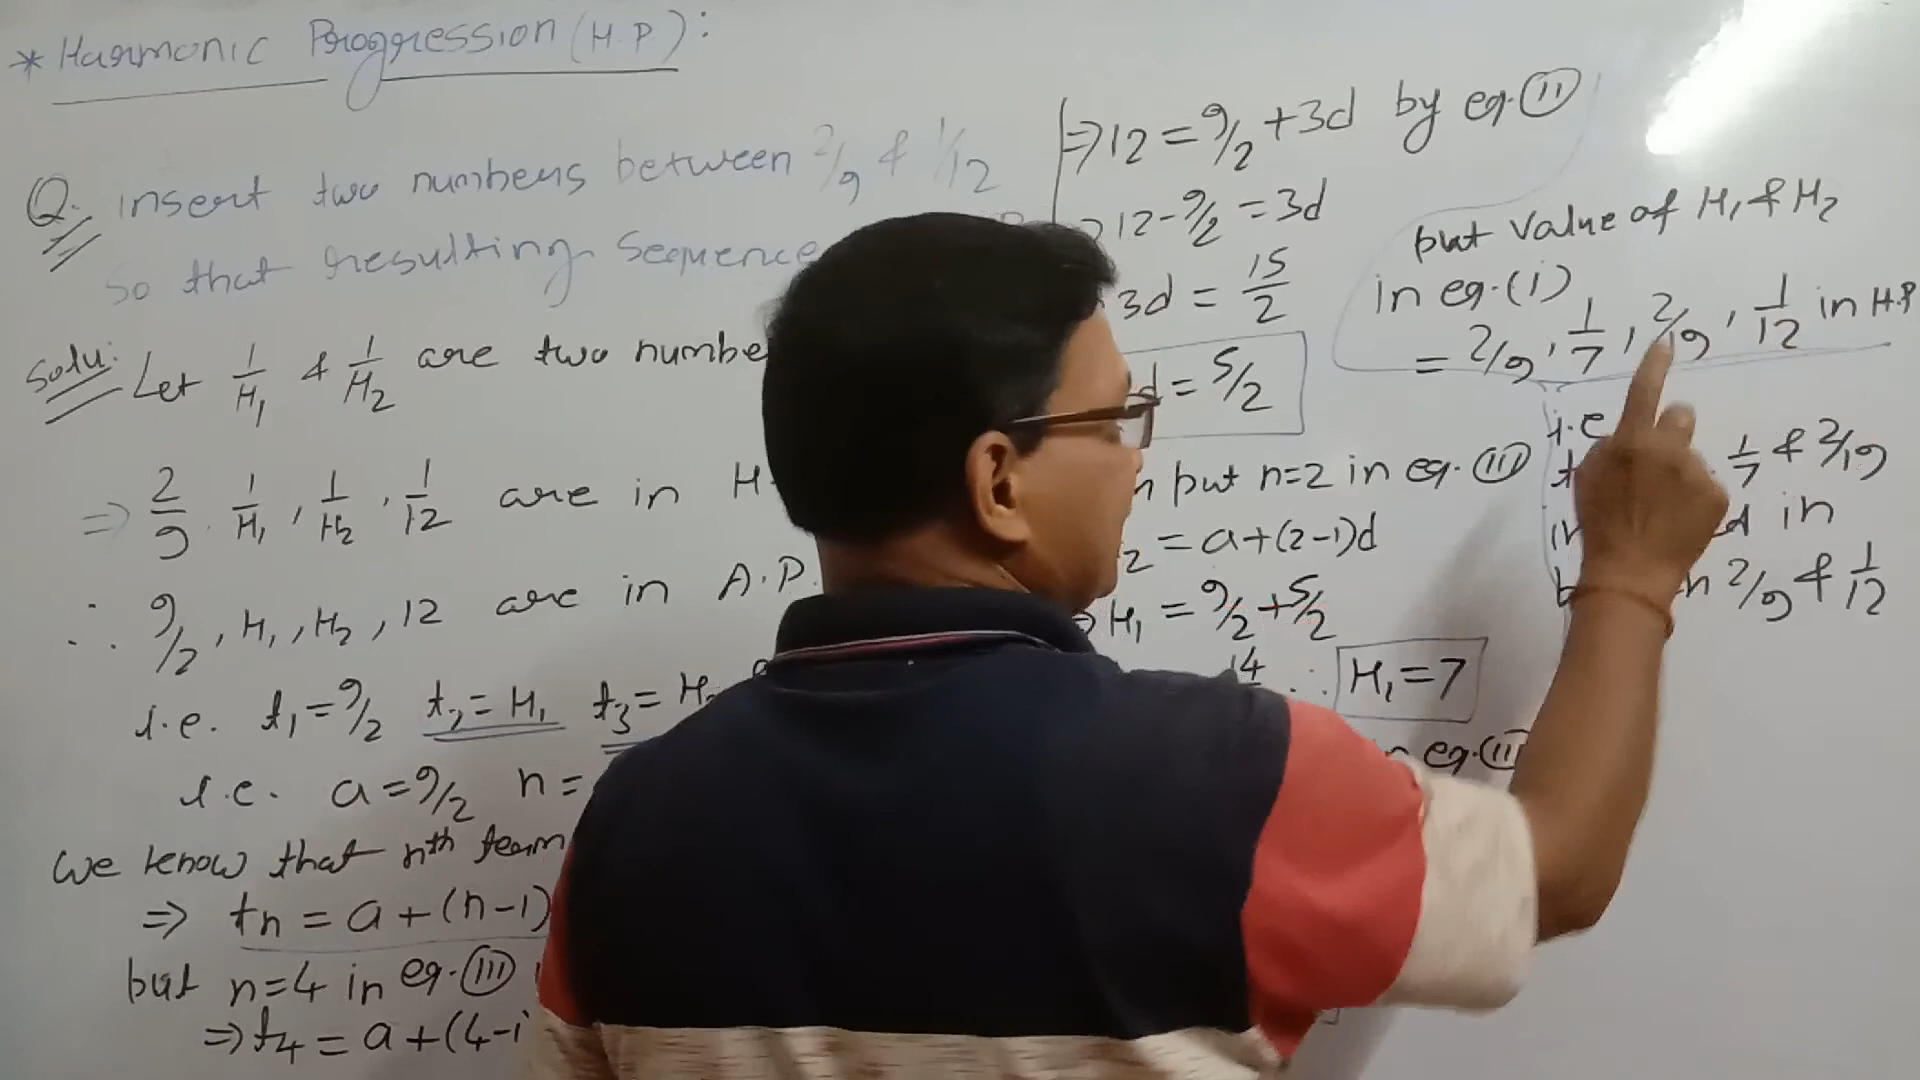 * Harmonic Progression (H.P):
Q. insert two numbers between 2/9 & 1/12
so that resulting sequence
Solu: Let 1/H₁ & 1/H₂ are two numbe
⇒ 2/9, 1/H₁, 1/H₂, 1/12 are in H.
∴ 9/2, H₁, H₂, 12 are in A.P.
i.e. t₁=9/2 t₂=H₁ t₃=H₂
i.e. a=9/2 n=
we know that nth term
⇒ tn = a+(n-1)
put n=4 in eq.(III)
⇒ t₄ = a+(4-1
⇒ 12 = 9/2 + 3d by eq.(II)
12-9/2 = 3d
3d = 15/2
d = 5/2
put n=2 in eq.(III)
2 = a+(2-1)d
⇒ H₁ = 9/2+5/2
14 ∴ H₁=7
eq.(III
put value of H₁ & H₂
in eq.(i)
= 2/9, 1/7, 2/19, 1/12 in H.P
i.e
1/7 & 2/19
in
2/9 & 1/12